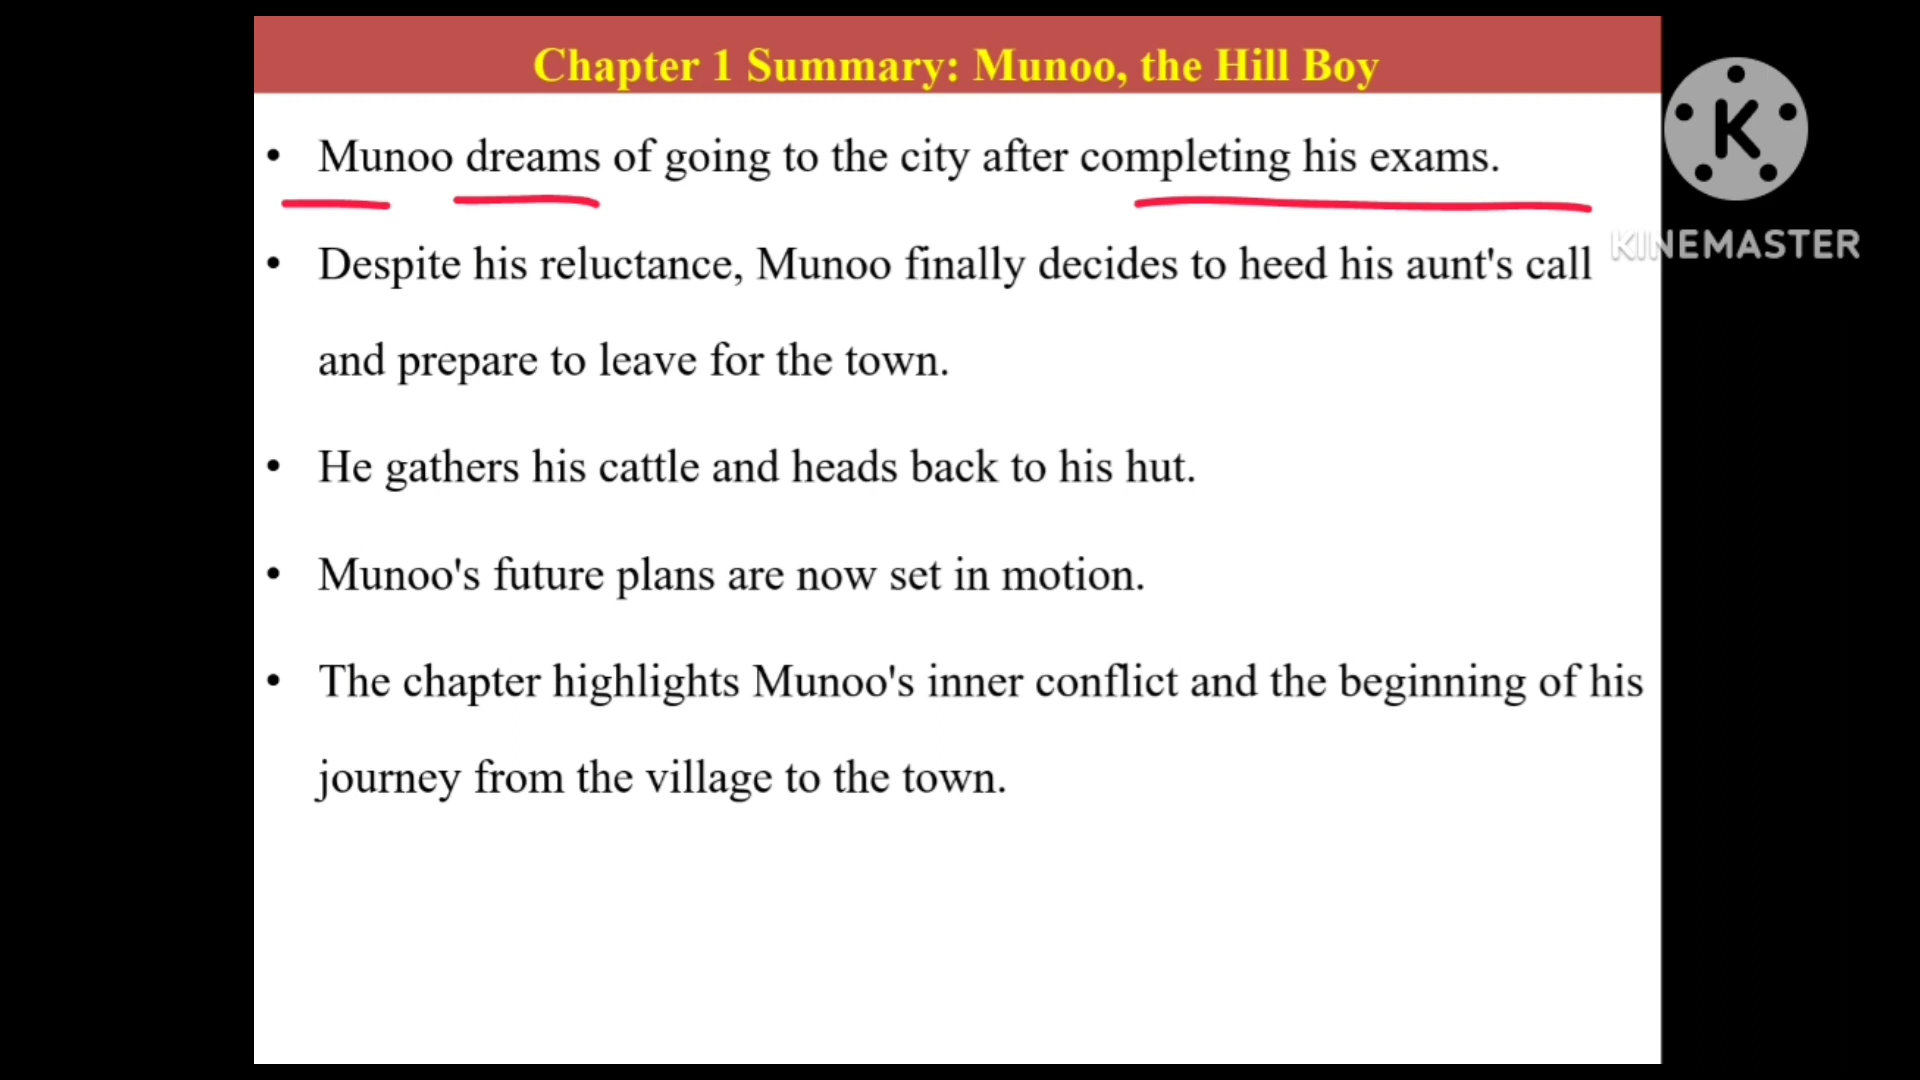 Chapter 1 Summary: Munoo, the Hill Boy
• Munoo dreams of going to the city after completing his exams.
• Despite his reluctance, Munoo finally decides to heed his aunt's call
and prepare to leave for the town.
• He gathers his cattle and heads back to his hut.
• Munoo's future plans are now set in motion.
• The chapter highlights Munoo's inner conflict and the beginning of his
journey from the village to the town.
K
KINEMASTER